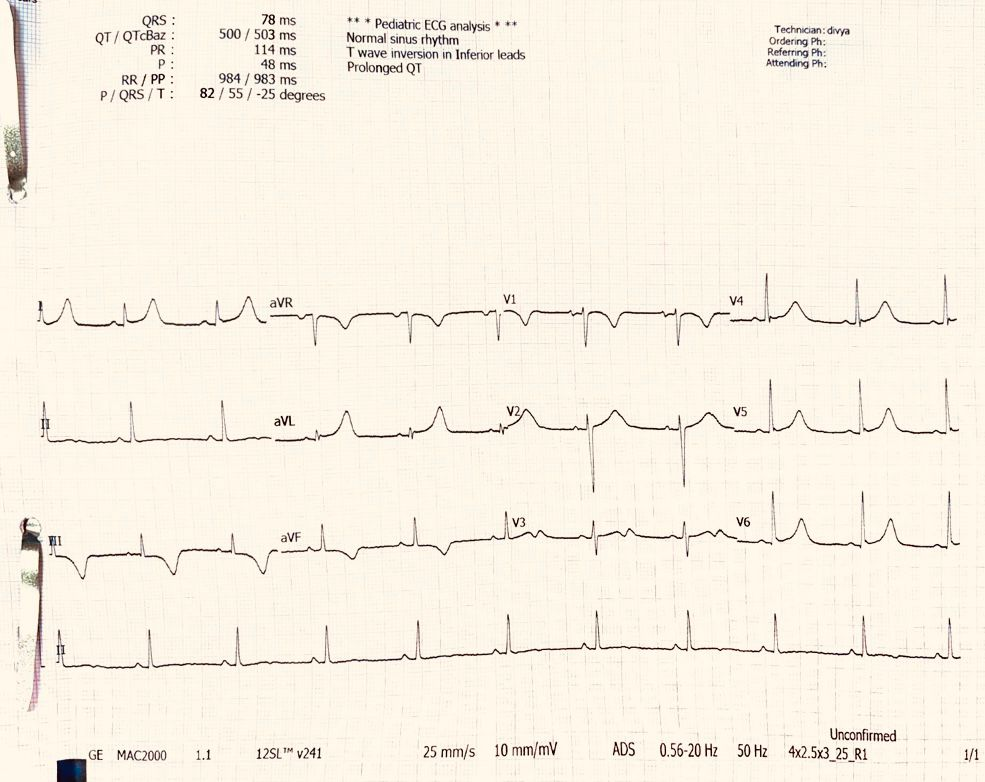 QRS : 78 ms
QT / QTcBaz : 500 / 503 ms
PR : 114 ms
P : 48 ms
RR / PP : 984 / 983 ms
P / QRS / T : 82 / 55 / -25 degrees
* * * Pediatric ECG analysis * * *
Normal sinus rhythm
T wave inversion in Inferior leads
Prolonged QT
Technician: divya
Ordering Ph:
Referring Ph:
Attending Ph:
I aVR V1 V4
II aVL V2 V5
III aVF V3 V6
II
Unconfirmed
GE MAC2000 1.1 12SL™ v241 25 mm/s 10 mm/mV ADS 0.56-20 Hz 50 Hz 4x2.5x3_25_R1 1/1